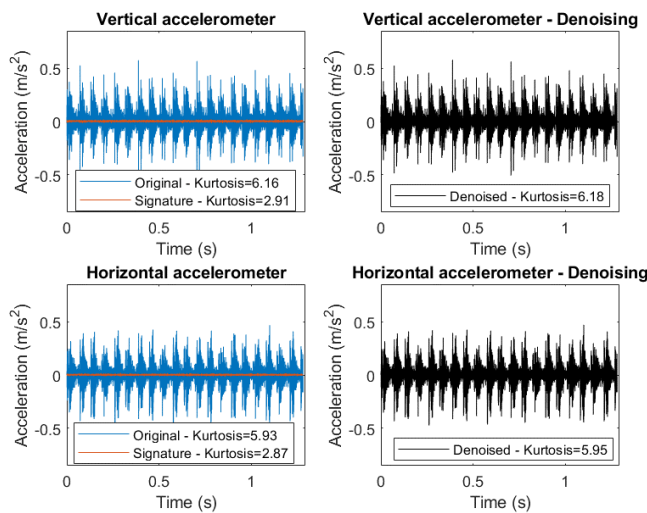 Vertical accelerometer
Acceleration (m/s²)
0.5
0
-0.5
Original - Kurtosis=6.16
Signature - Kurtosis=2.91
0
0.5
1
Time (s)
Vertical accelerometer - Denoising
Acceleration (m/s²)
0.5
0
-0.5
Denoised - Kurtosis=6.18
0
0.5
1
Time (s)
Horizontal accelerometer
Acceleration (m/s²)
0.5
0
-0.5
Original - Kurtosis=5.93
Signature - Kurtosis=2.87
0
0.5
1
Time (s)
Horizontal accelerometer - Denoising
Acceleration (m/s²)
0.5
0
-0.5
Denoised - Kurtosis=5.95
0
0.5
1
Time (s)